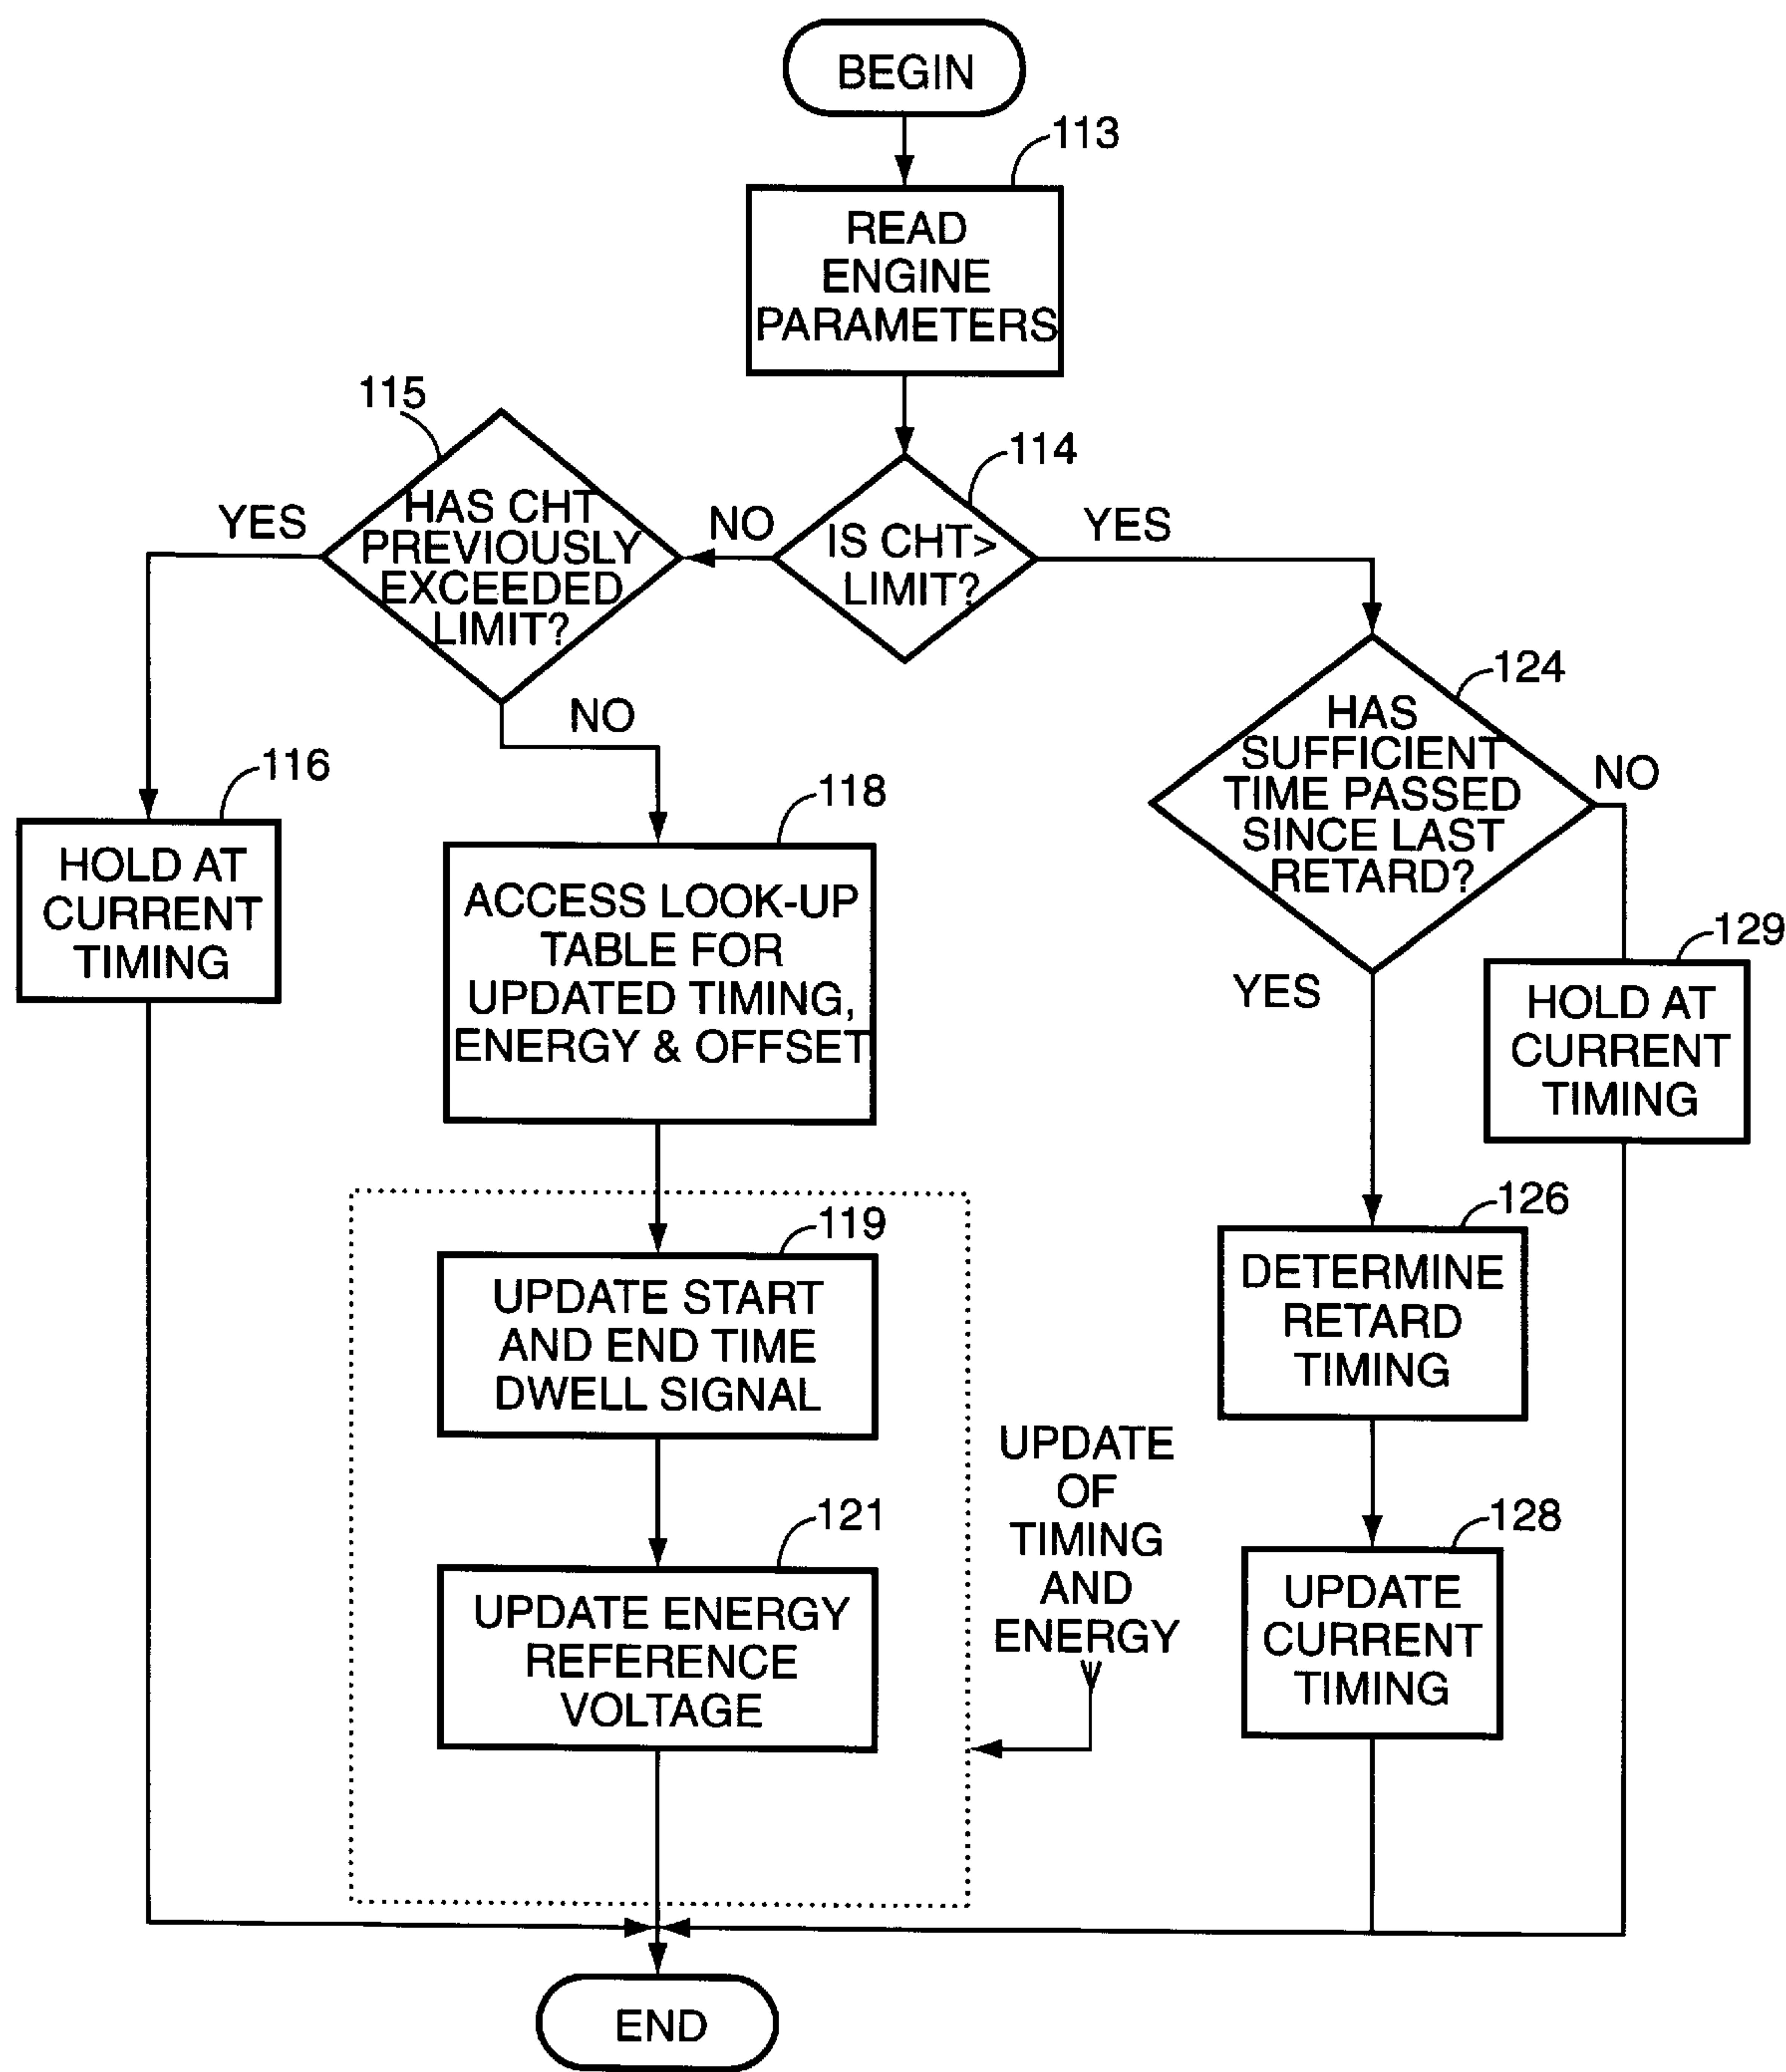 BEGIN
113
READ
ENGINE
PARAMETERS
114
IS CHT>
LIMIT?
NO
YES
115
HAS CHT
PREVIOUSLY
EXCEEDED
LIMIT?
YES
NO
116
HOLD AT
CURRENT
TIMING
118
ACCESS LOOK-UP
TABLE FOR
UPDATED TIMING,
ENERGY & OFFSET
119
UPDATE START
AND END TIME
DWELL SIGNAL
121
UPDATE ENERGY
REFERENCE
VOLTAGE
UPDATE
OF
TIMING
AND
ENERGY
124
HAS
SUFFICIENT
TIME PASSED
SINCE LAST
RETARD?
NO
YES
129
HOLD AT
CURRENT
TIMING
126
DETERMINE
RETARD
TIMING
128
UPDATE
CURRENT
TIMING
END